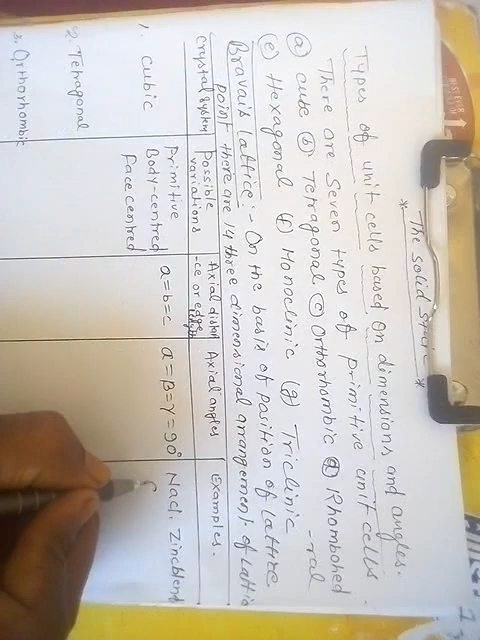 * The Solid State *
Types of unit cells based on dimensions and angles.
There are Seven types of primitive unit cells.
(a) cube (b) Tetragonal (c) Orthorhombic (d) Rhombohed
-ral
(e) Hexagonal (f) Monoclinic (g) Triclinic
Bravais lattice :- On the basis of position of lattice
point there are 14 three dimensional arrangement of latti
Crystal System
Possible variations
Axial distan -ce or edge length
Axial angles
Examples.
1. Cubic
Primitive
Body-centred
Face centred
a = b = c
α = β = γ = 90°
Nacl, Zincblend
2. Tetragonal
3. Orthorhombic